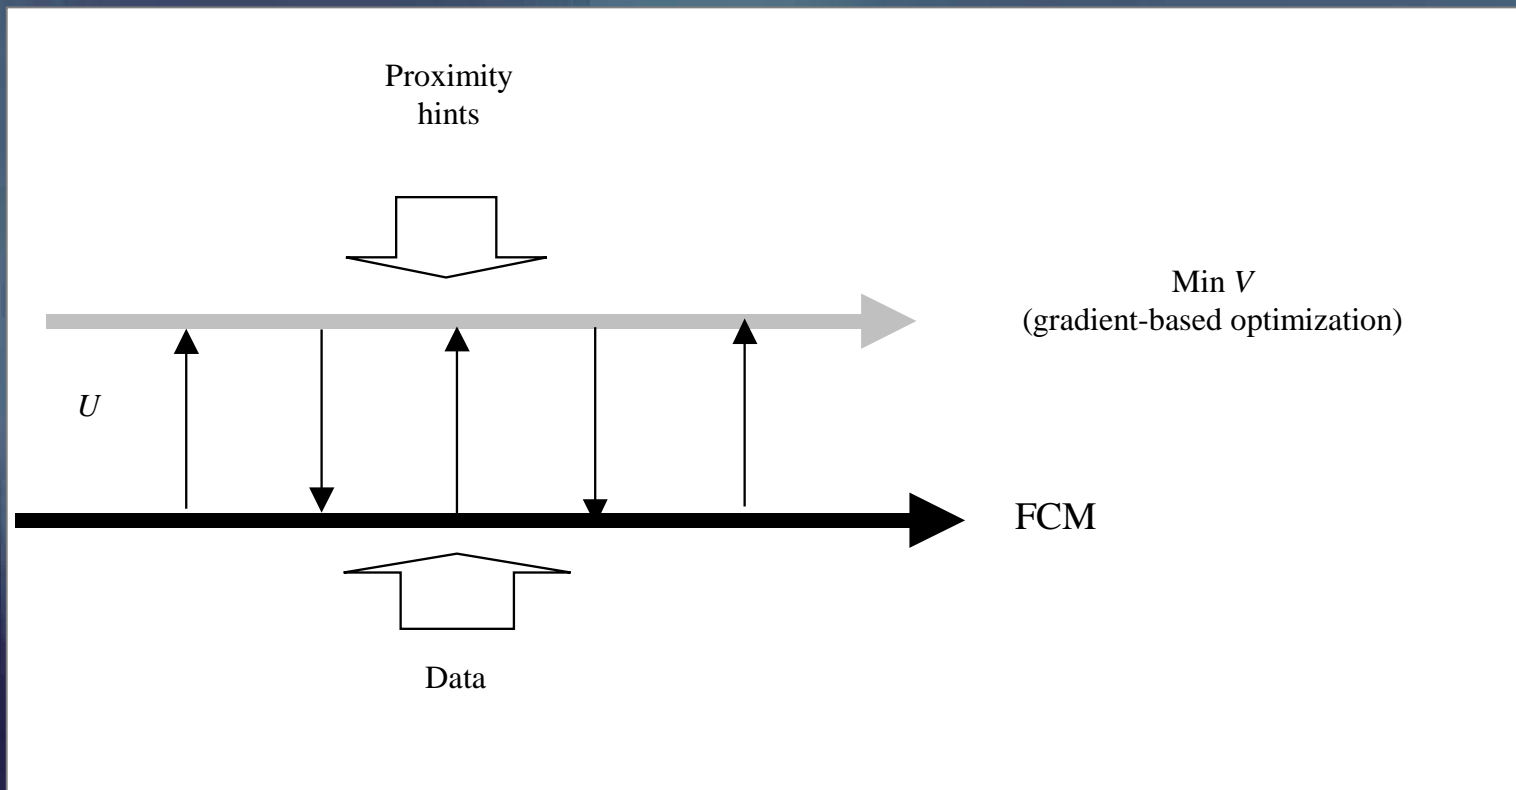 Proximity
hints
Min V
(gradient-based optimization)
U
FCM
Data